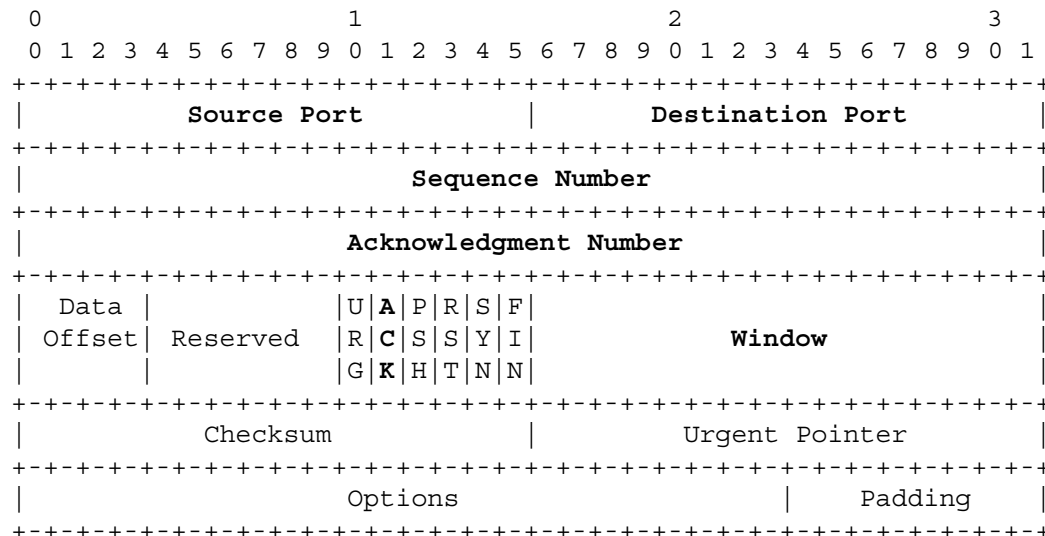 0                   1                   2                   3
 0 1 2 3 4 5 6 7 8 9 0 1 2 3 4 5 6 7 8 9 0 1 2 3 4 5 6 7 8 9 0 1
+-+-+-+-+-+-+-+-+-+-+-+-+-+-+-+-+-+-+-+-+-+-+-+-+-+-+-+-+-+-+-+-+
|          Source Port          |       Destination Port        |
+-+-+-+-+-+-+-+-+-+-+-+-+-+-+-+-+-+-+-+-+-+-+-+-+-+-+-+-+-+-+-+-+
|                        Sequence Number                        |
+-+-+-+-+-+-+-+-+-+-+-+-+-+-+-+-+-+-+-+-+-+-+-+-+-+-+-+-+-+-+-+-+
|                    Acknowledgment Number                      |
+-+-+-+-+-+-+-+-+-+-+-+-+-+-+-+-+-+-+-+-+-+-+-+-+-+-+-+-+-+-+-+-+
|  Data |           |U|A|P|R|S|F|                               |
| Offset| Reserved  |R|C|S|S|Y|I|            Window             |
|       |           |G|K|H|T|N|N|                               |
+-+-+-+-+-+-+-+-+-+-+-+-+-+-+-+-+-+-+-+-+-+-+-+-+-+-+-+-+-+-+-+-+
|           Checksum            |         Urgent Pointer        |
+-+-+-+-+-+-+-+-+-+-+-+-+-+-+-+-+-+-+-+-+-+-+-+-+-+-+-+-+-+-+-+-+
|                    Options                    |    Padding    |
+-+-+-+-+-+-+-+-+-+-+-+-+-+-+-+-+-+-+-+-+-+-+-+-+-+-+-+-+-+-+-+-+